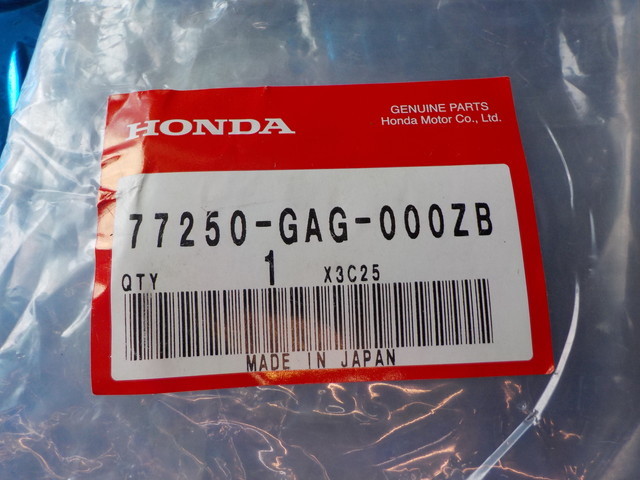 HONDA
GENUINE PARTS
Honda Motor Co., Ltd.
77250-GAG-000ZB
QTY 1 X3C25
MADE IN JAPAN